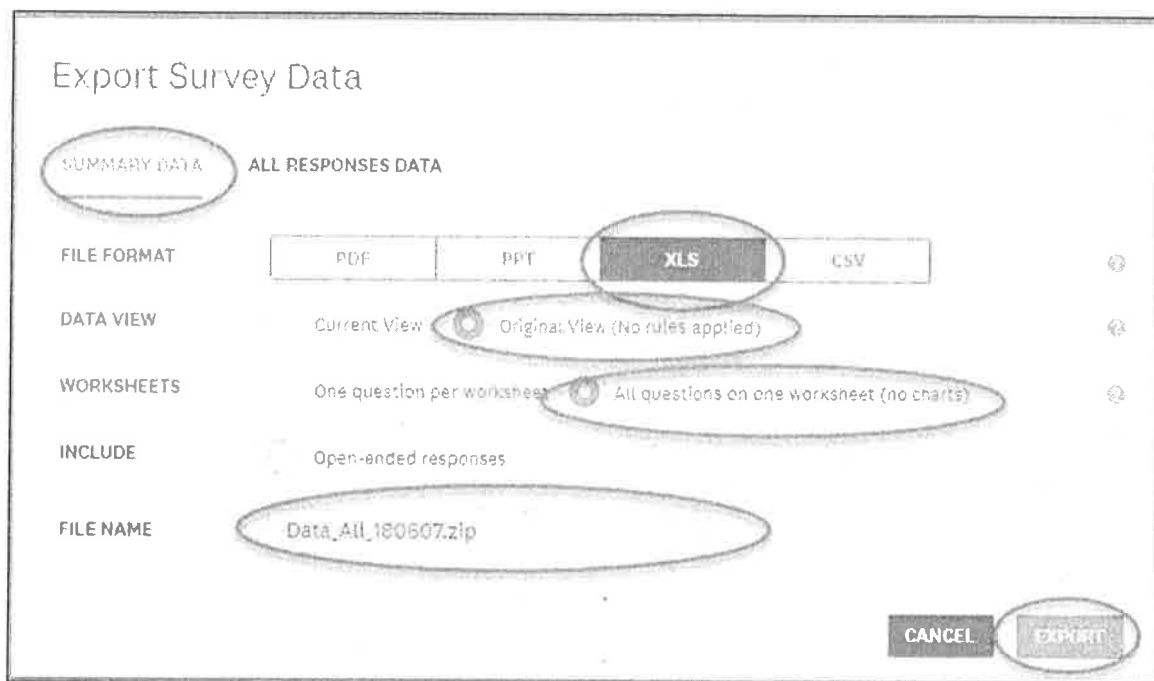 Export Survey Data
SUMMARY DATA ALL RESPONSES DATA
FILE FORMAT PDF PPT XLS CSV
DATA VIEW Current View Original View (No rules applied)
WORKSHEETS One question per worksheet All questions on one worksheet (no charts)
INCLUDE Open-ended responses
FILE NAME Data_All_180607.zip
CANCEL EXPORT